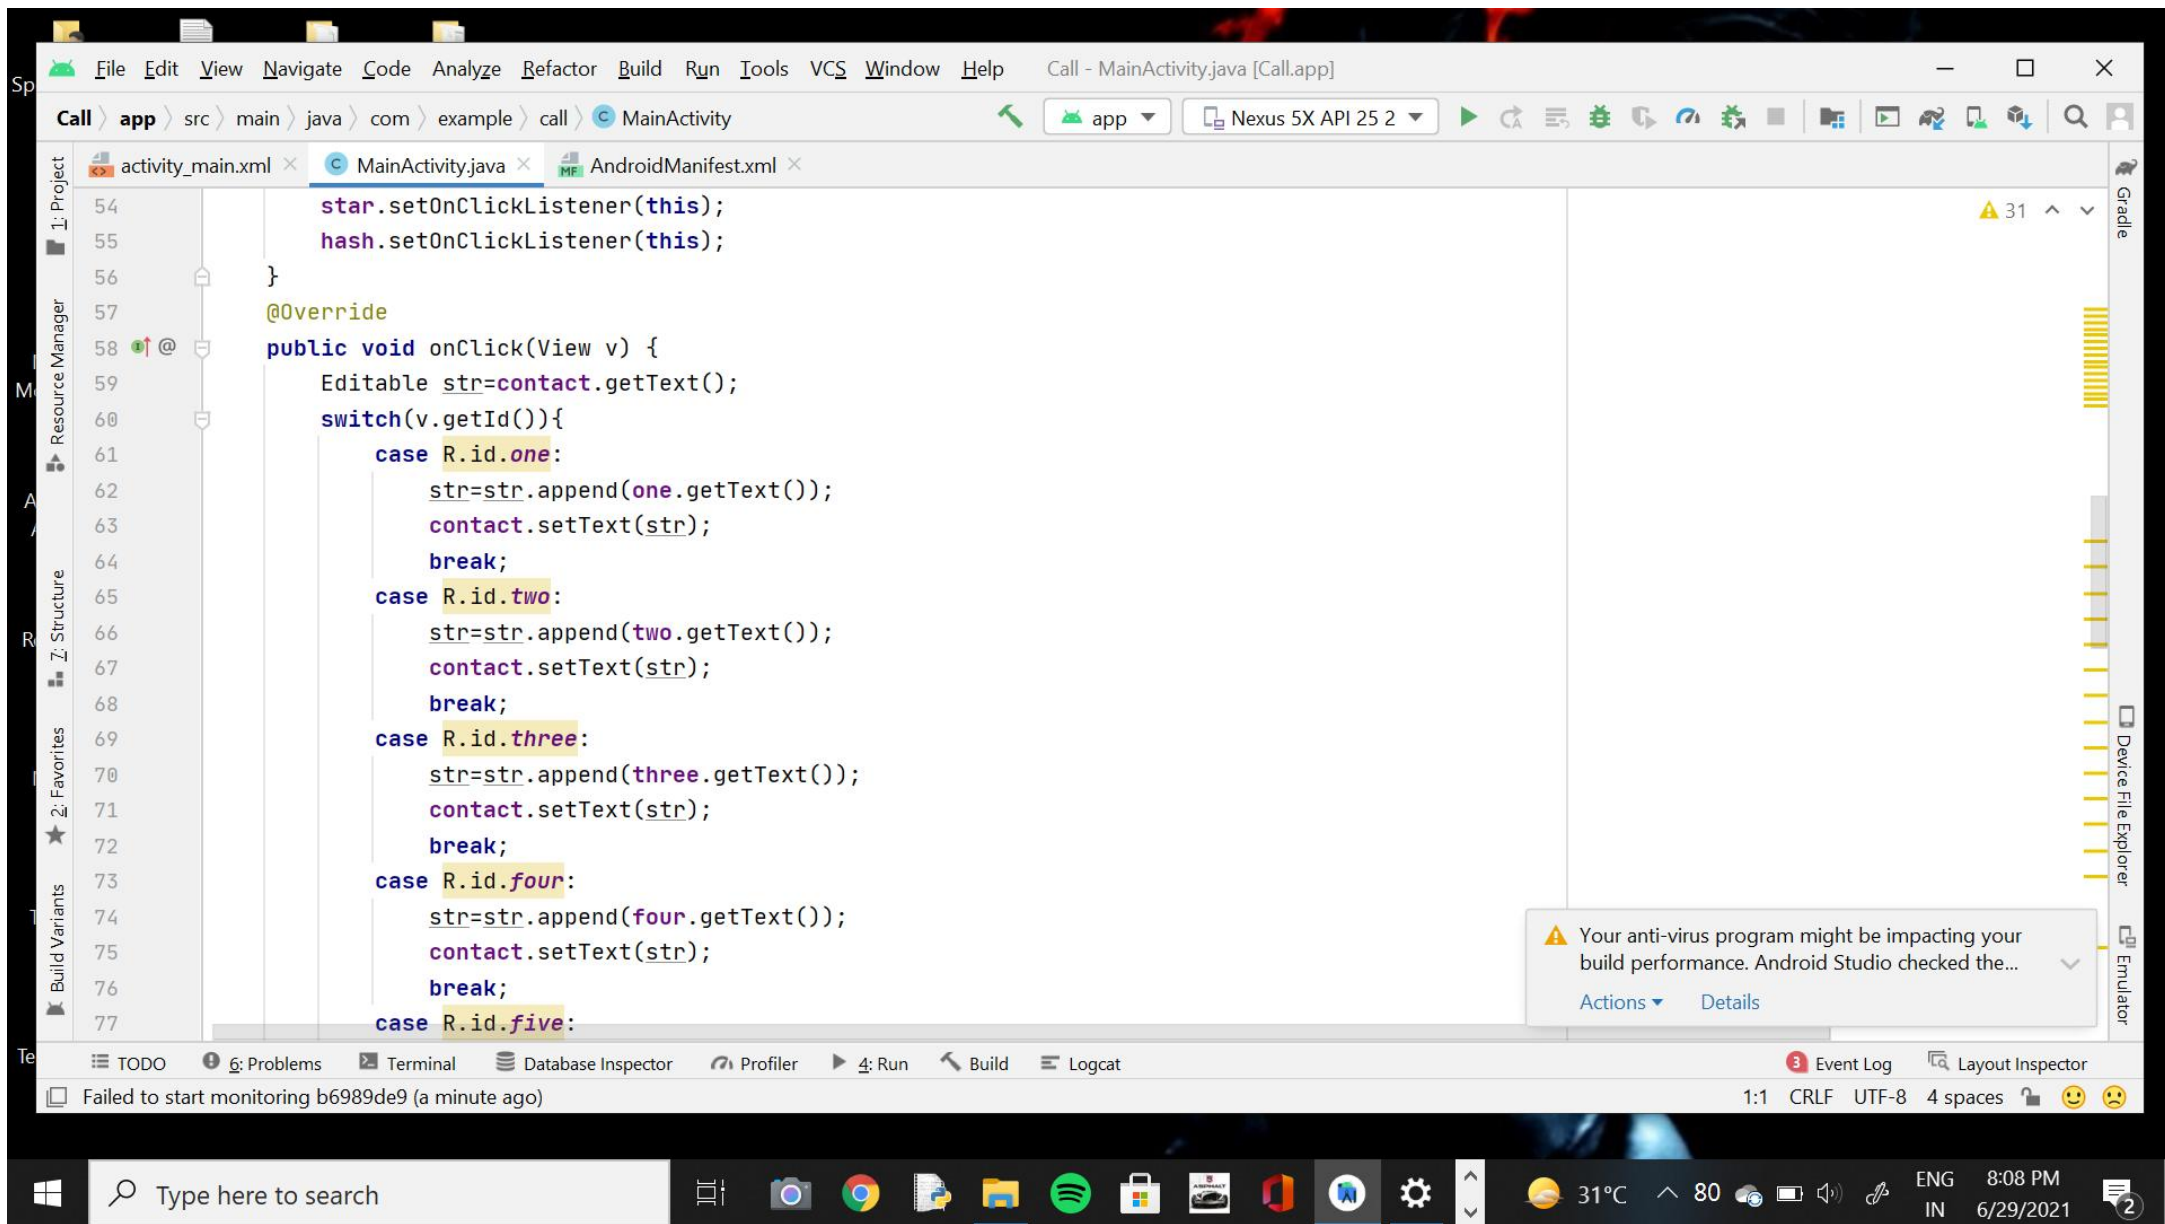 Sp
File Edit View Navigate Code Analyze Refactor Build Run Tools VCS Window Help Call - MainActivity.java [Call.app]
Call app src main java com example call MainActivity app Nexus 5X API 25 2
activity_main.xml MainActivity.java AndroidManifest.xml
1: Project
Resource Manager
Z: Structure
2: Favorites
Build Variants
54 star.setOnClickListener(this);
55 hash.setOnClickListener(this);
56 }
57 @Override
58 public void onClick(View v) {
59 Editable str=contact.getText();
60 switch(v.getId()){
61 case R.id.one:
62 str=str.append(one.getText());
63 contact.setText(str);
64 break;
65 case R.id.two:
66 str=str.append(two.getText());
67 contact.setText(str);
68 break;
69 case R.id.three:
70 str=str.append(three.getText());
71 contact.setText(str);
72 break;
73 case R.id.four:
74 str=str.append(four.getText());
75 contact.setText(str);
76 break;
77 case R.id.five:
31
Gradle
Device File Explorer
Emulator
Your anti-virus program might be impacting your
build performance. Android Studio checked the...
Actions Details
TODO 6: Problems Terminal Database Inspector Profiler 4: Run Build Logcat 3 Event Log Layout Inspector
Failed to start monitoring b6989de9 (a minute ago) 1:1 CRLF UTF-8 4 spaces
Type here to search
31°C 80 ENG 8:08 PM
IN 6/29/2021 2